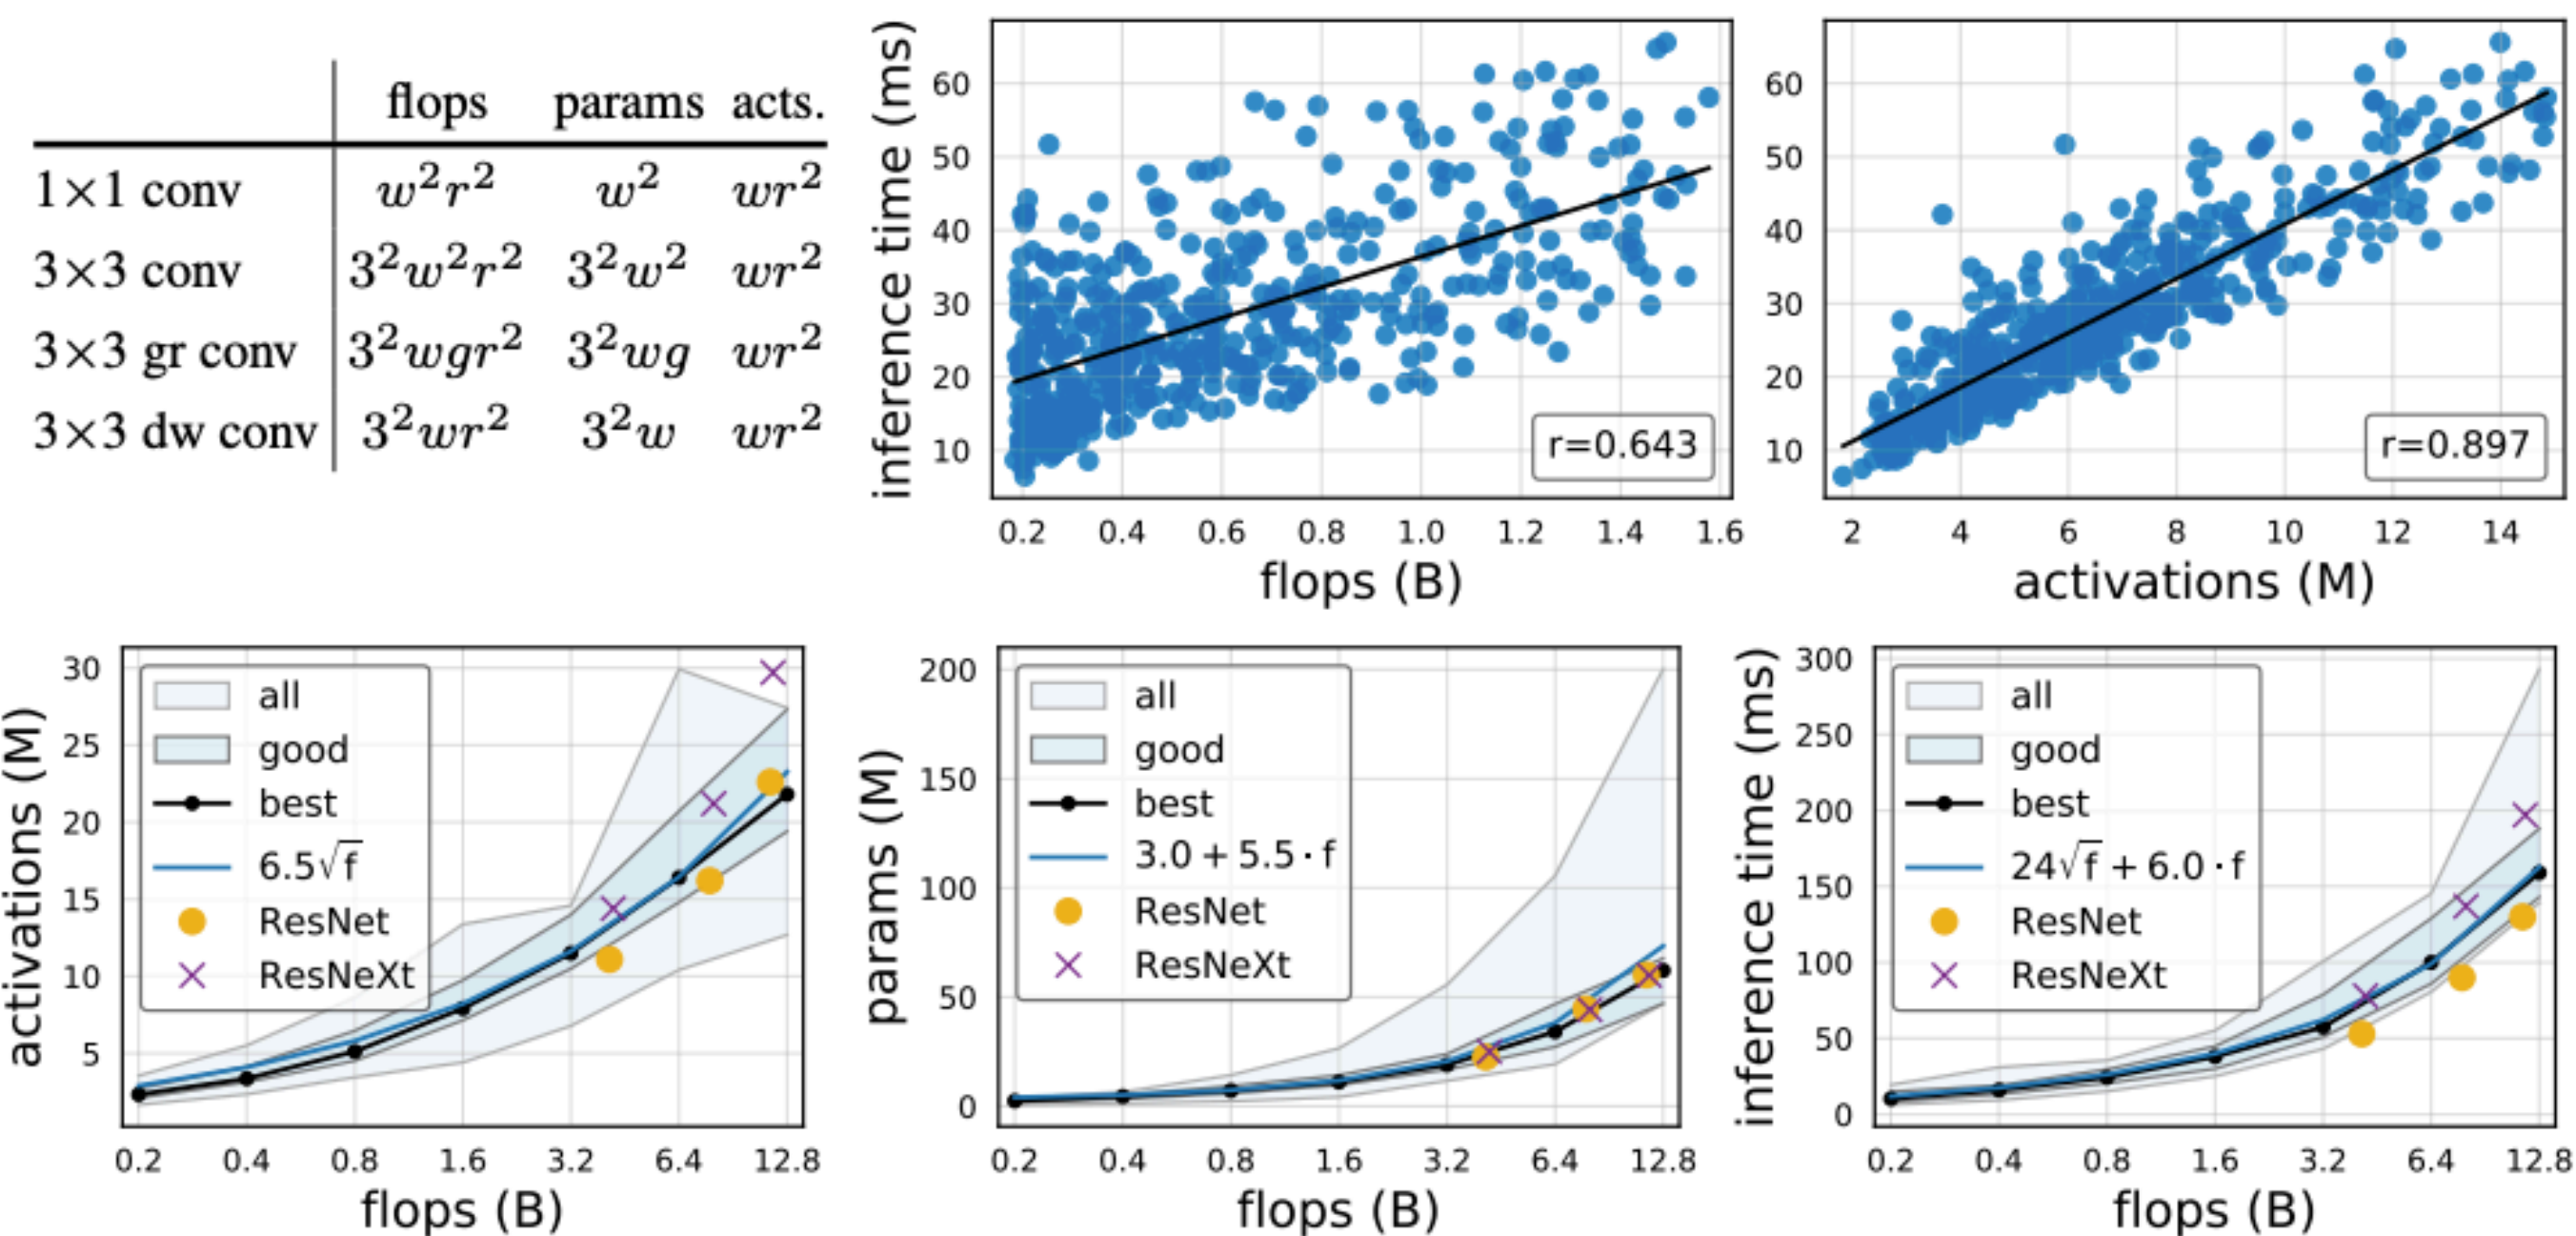 flops params acts.
1×1 conv w²r² w² wr²
3×3 conv 3²w²r² 3²w² wr²
3×3 gr conv 3²wgr² 3²wg wr²
3×3 dw conv 3²wr² 3²w wr²
inference time (ms)
60
50
40
30
20
10
r=0.643
0.2 0.4 0.6 0.8 1.0 1.2 1.4 1.6
flops (B)
60
50
40
30
20
10
r=0.897
2 4 6 8 10 12 14
activations (M)
activations (M)
30
25
20
15
10
5
all
good
best
6.5√f
ResNet
ResNeXt
0.2 0.4 0.8 1.6 3.2 6.4 12.8
flops (B)
params (M)
200
150
100
50
0
all
good
best
3.0 + 5.5 · f
ResNet
ResNeXt
0.2 0.4 0.8 1.6 3.2 6.4 12.8
flops (B)
inference time (ms)
300
250
200
150
100
50
0
all
good
best
24√f + 6.0 · f
ResNet
ResNeXt
0.2 0.4 0.8 1.6 3.2 6.4 12.8
flops (B)